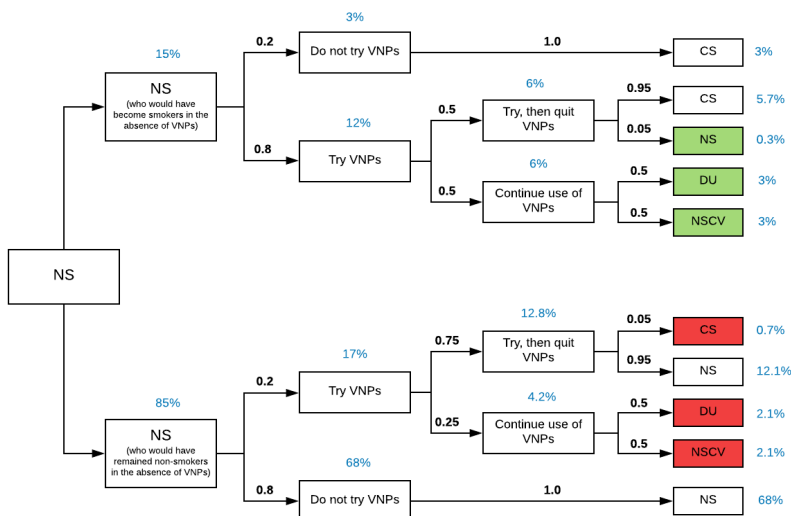 3%
0.2
Do not try VNPs
1.0
CS
3%
15%
NS
(who would have
become smokers in the
absence of VNPs)
6%
0.95
CS
5.7%
0.5
Try, then quit
VNPs
12%
0.05
NS
0.3%
0.8
Try VNPs
6%
0.5
DU
3%
0.5
Continue use of
VNPs
0.5
NSCV
3%
NS
12.8%
0.05
CS
0.7%
0.75
Try, then quit
VNPs
17%
0.95
NS
12.1%
0.2
Try VNPs
4.2%
0.5
DU
2.1%
85%
0.25
Continue use of
VNPs
NS
(who would have
remained non-smokers
in the absence of VNPs)
0.5
NSCV
2.1%
68%
0.8
Do not try VNPs
1.0
NS
68%